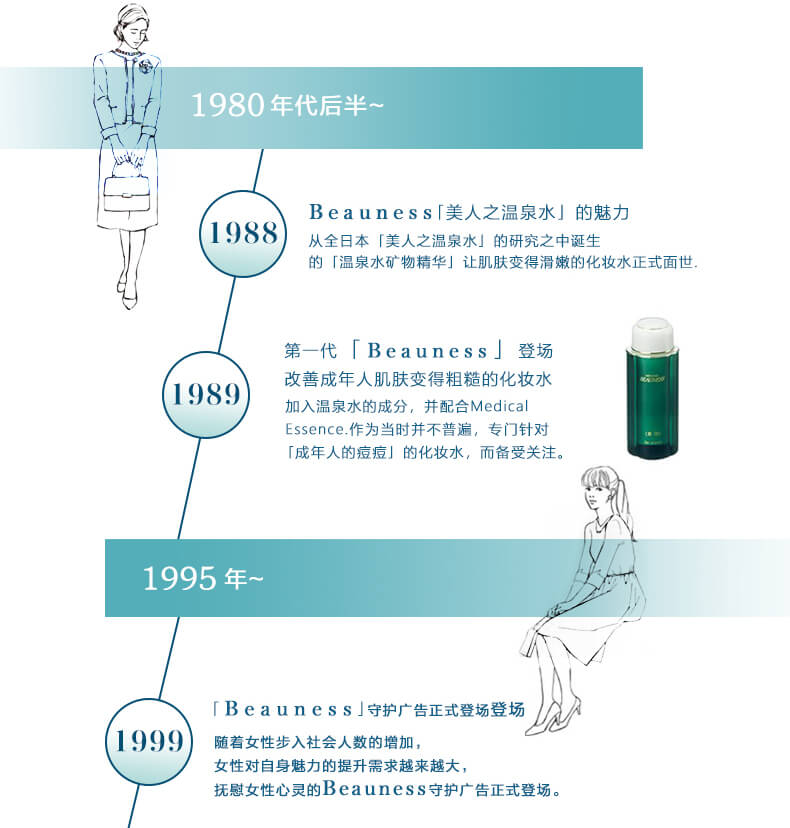 1980 年代后半~
1988
Beauness「美人之温泉水」的魅力
从全日本「美人之温泉水」的研究之中诞生
的「温泉水矿物精华」让肌肤变得滑嫩的化妆水正式面世.
1989
第一代「Beauness」登场
改善成年人肌肤变得粗糙的化妆水
加入温泉水的成分，并配合Medical
Essence.作为当时并不普遍，专门针对
「成年人的痘痘」的化妆水，而备受关注。
BEAUNESS
1995 年~
1999
「Beauness」守护广告正式登场登场
随着女性步入社会人数的增加，
女性对自身魅力的提升需求越来越大，
抚慰女性心灵的Beauness守护广告正式登场。